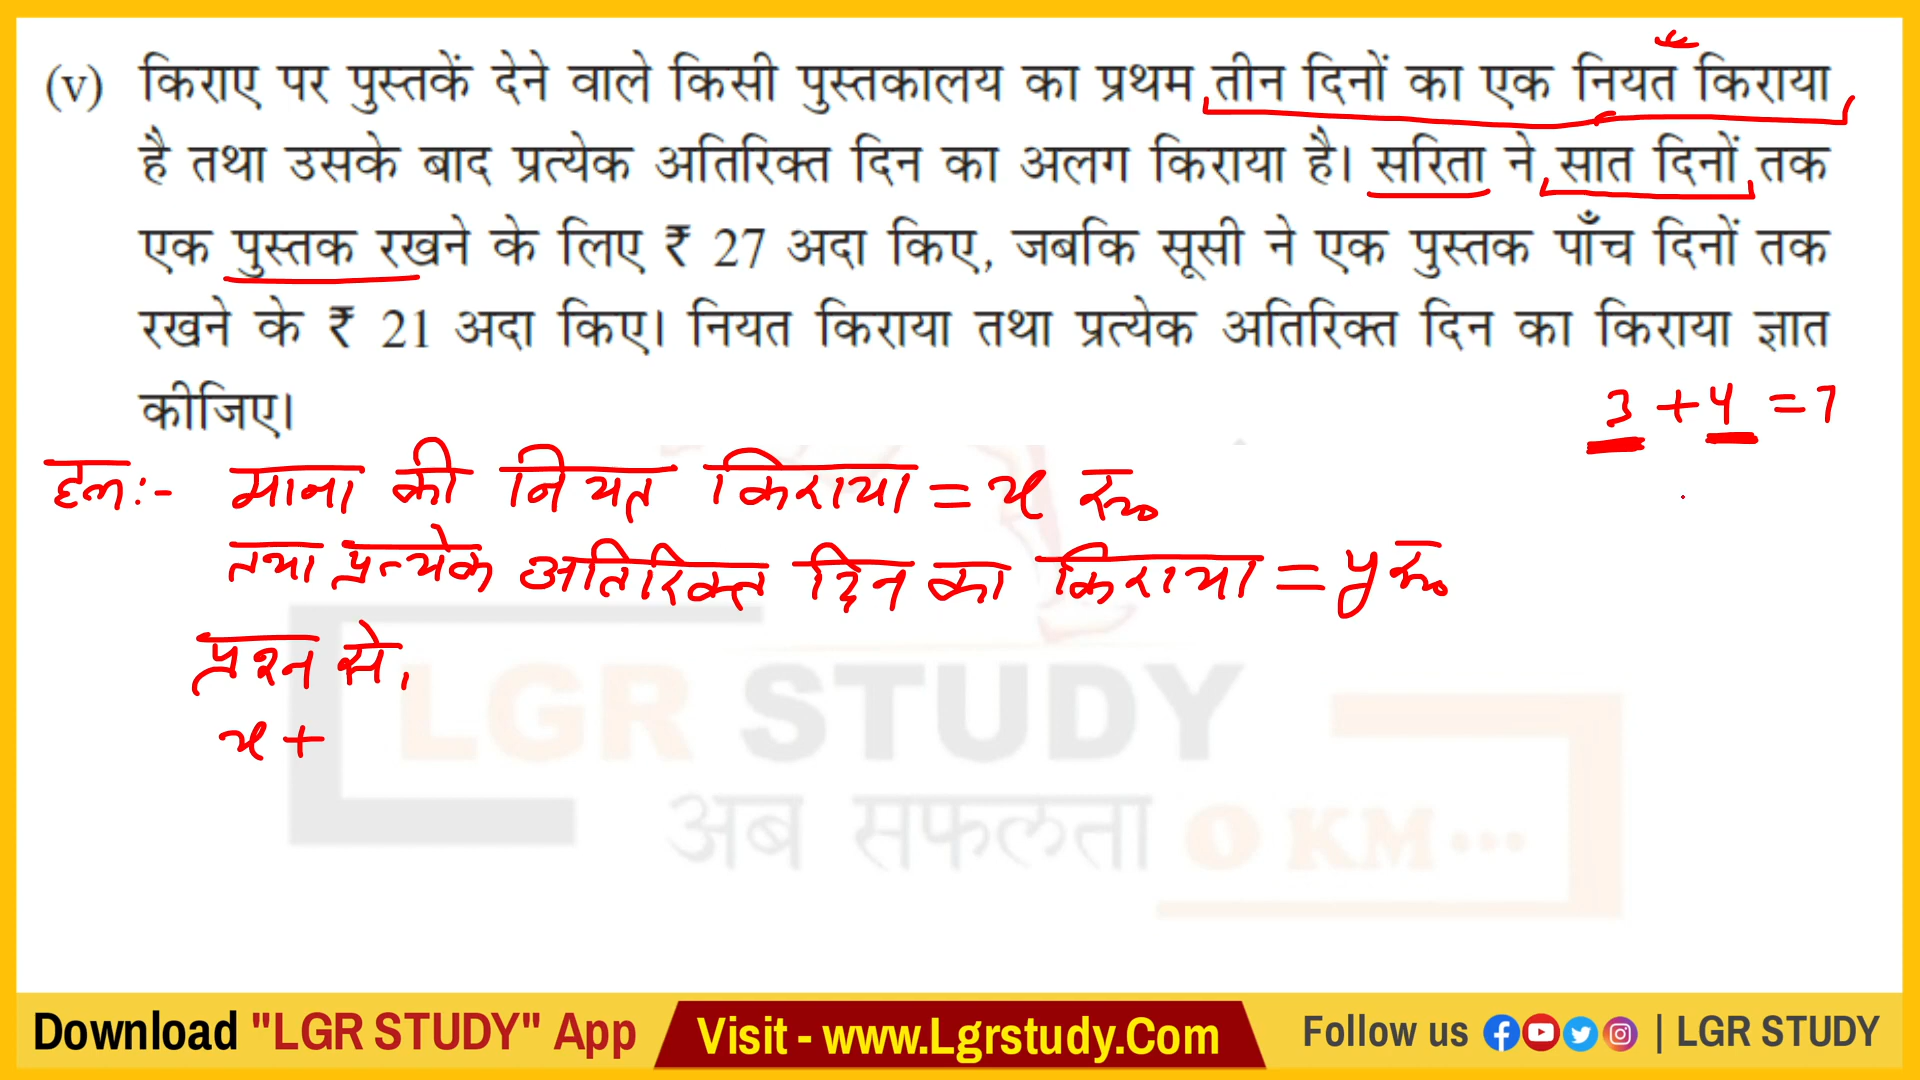 (v) किराए पर पुस्तकें देने वाले किसी पुस्तकालय का प्रथम तीन दिनों का एक नियत किराया
है तथा उसके बाद प्रत्येक अतिरिक्त दिन का अलग किराया है। सरिता ने सात दिनों तक
एक पुस्तक रखने के लिए ₹ 27 अदा किए, जबकि सूसी ने एक पुस्तक पाँच दिनों तक
रखने के ₹ 21 अदा किए। नियत किराया तथा प्रत्येक अतिरिक्त दिन का किराया ज्ञात
कीजिए।
3 + 4 = 7
हल:- माना की नियत किराया = x रू०
तथा प्रत्येक अतिरिक्त दिन का किराया = y रू०
प्रश्न से,
x +
LGR STUDY
अब सफलता 0 KM...
Download "LGR STUDY" App
Visit - www.Lgrstudy.Com
Follow us | LGR STUDY